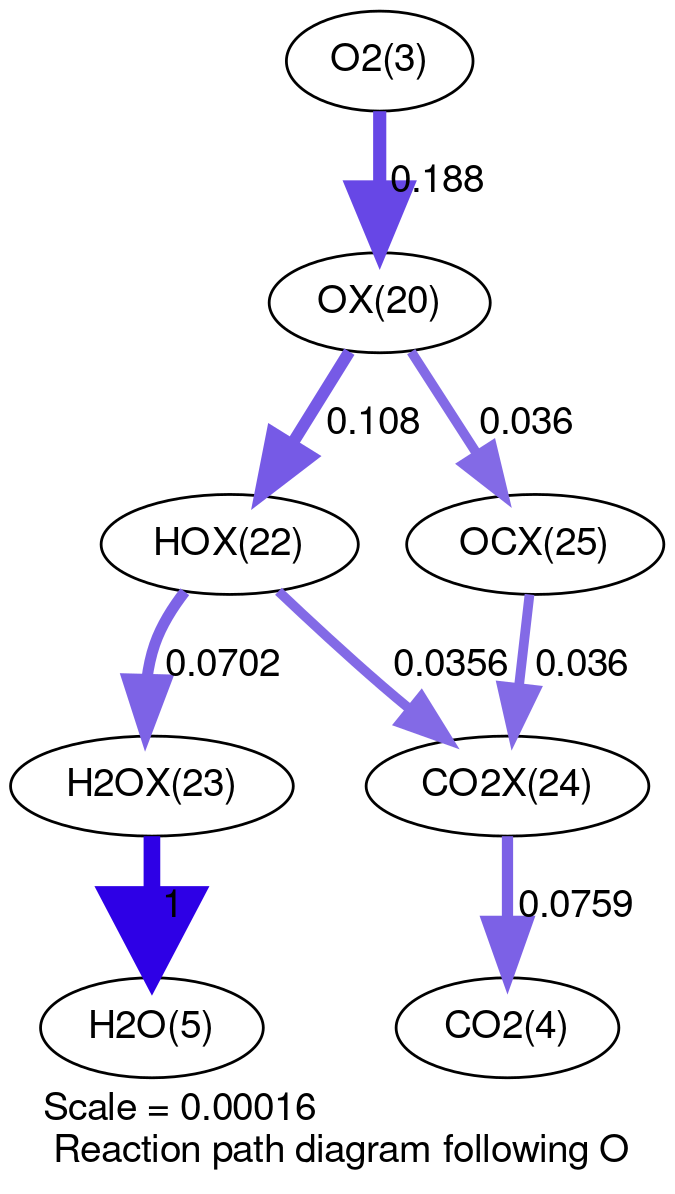 O2(3)
0.188
OX(20)
0.108
0.036
HOX(22)
OCX(25)
0.0702
0.0356
0.036
H2OX(23)
CO2X(24)
1
0.0759
H2O(5)
CO2(4)
Scale = 0.00016
Reaction path diagram following O